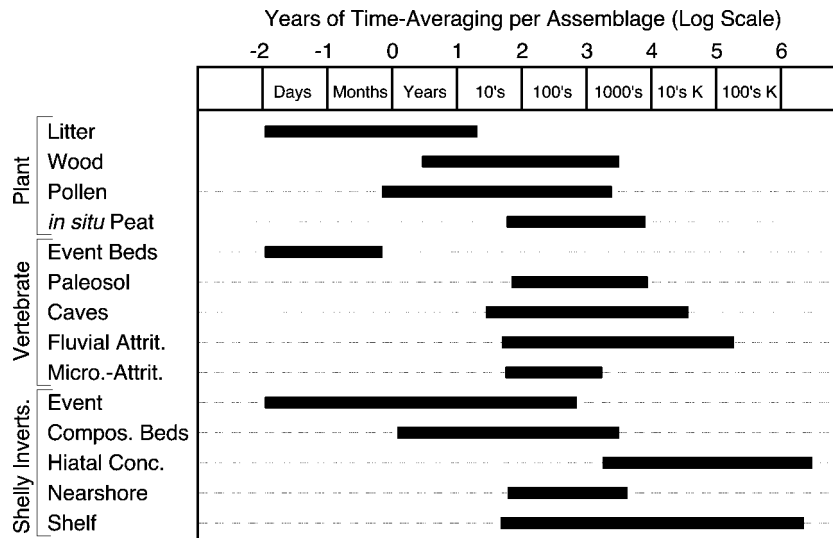 Years of Time-Averaging per Assemblage (Log Scale)
-2 -1 0 1 2 3 4 5 6
Days Months Years 10's 100's 1000's 10's K 100's K
Plant
Litter
Wood
Pollen
in situ Peat
Vertebrate
Event Beds
Paleosol
Caves
Fluvial Attrit.
Micro.-Attrit.
Shelly Inverts.
Event
Compos. Beds
Hiatal Conc.
Nearshore
Shelf